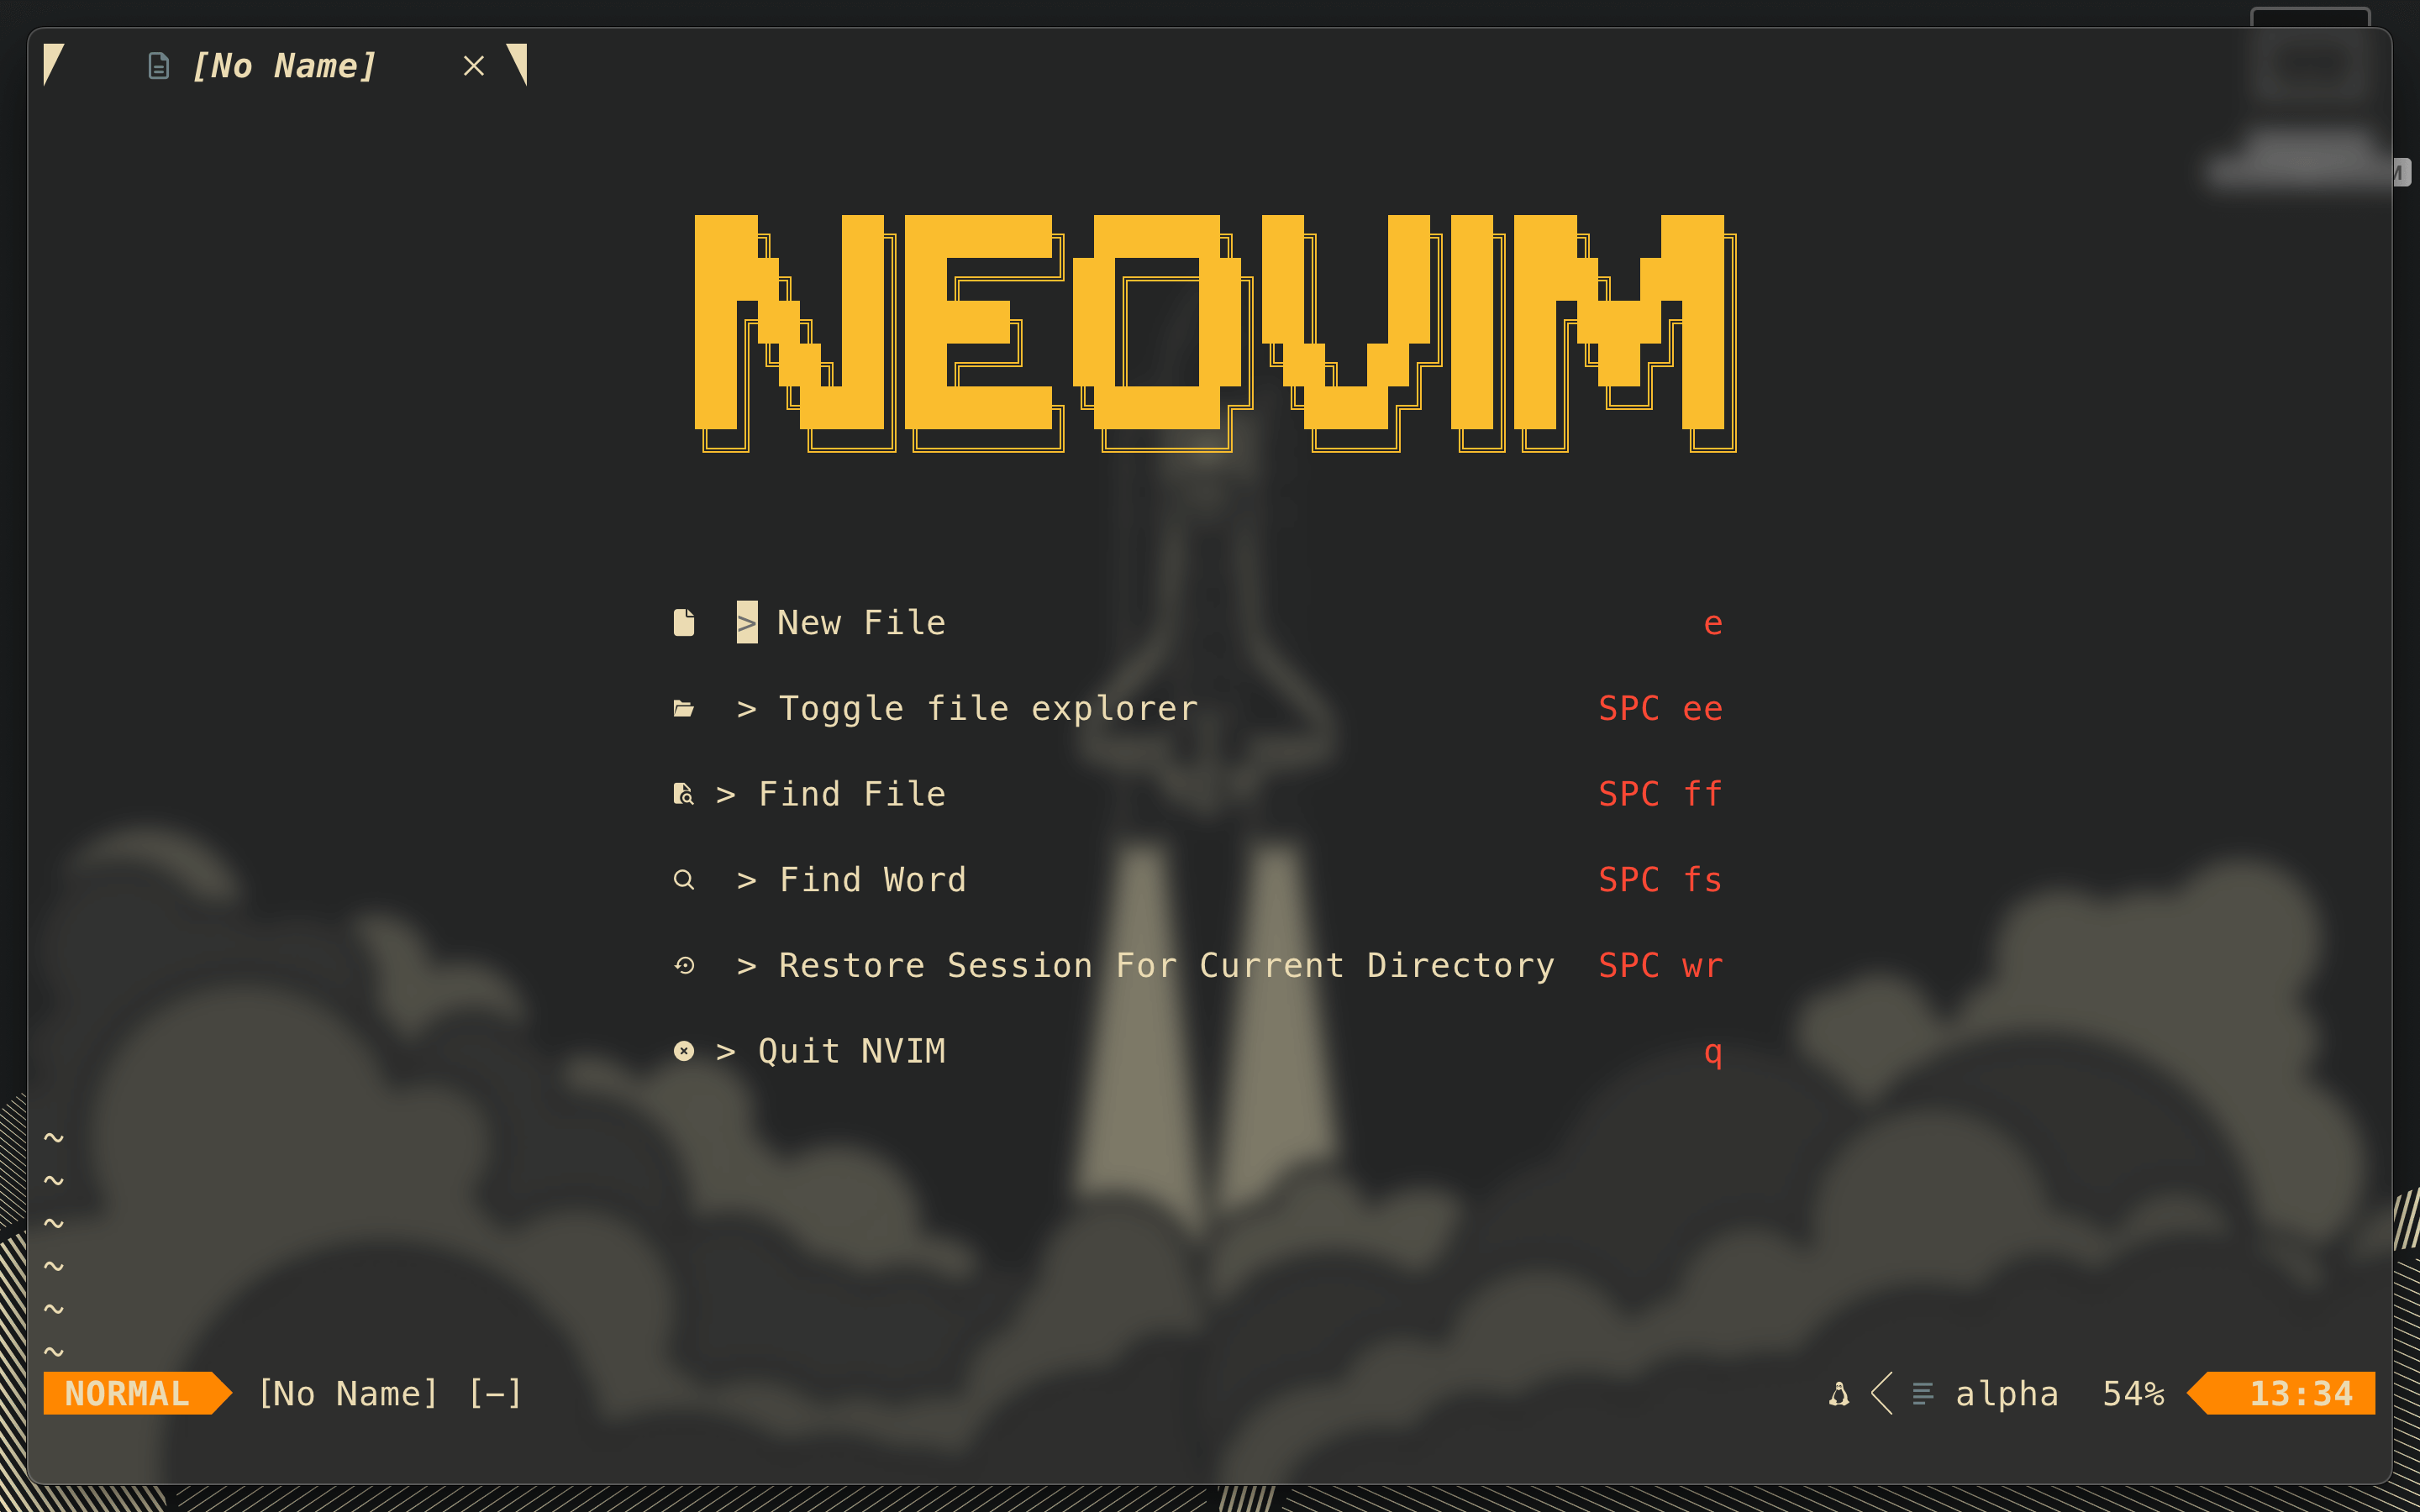 [No Name]
NEOVIM
> New File e
> Toggle file explorer SPC ee
> Find File SPC ff
> Find Word SPC fs
> Restore Session For Current Directory SPC wr
> Quit NVIM q
~
~
~
~
~
~
NORMAL [No Name] [-] alpha 54% 13:34